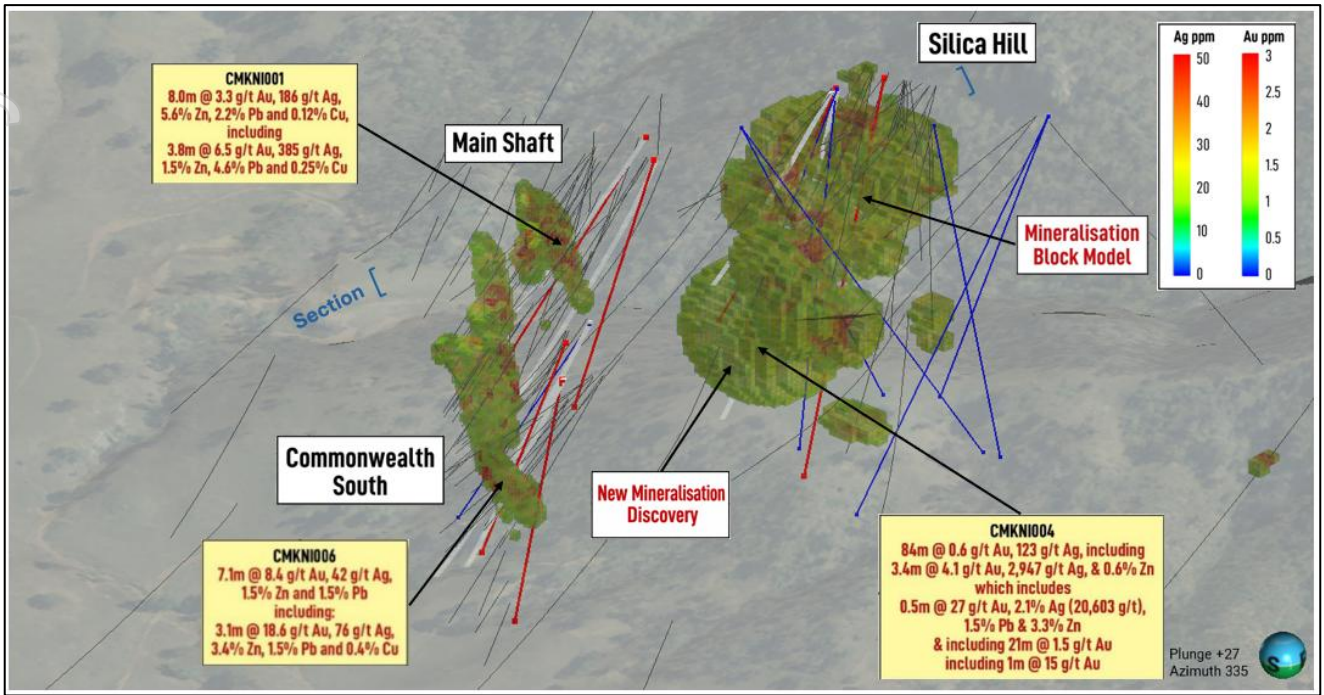 Silica Hill
Ag ppm
Au ppm
50
40
30
20
10
0
3
2.5
2
1.5
1
0.5
0
CMKNI001
8.0m @ 3.3 g/t Au, 186 g/t Ag,
5.6% Zn, 2.2% Pb and 0.12% Cu,
including
3.8m @ 6.5 g/t Au, 385 g/t Ag,
1.5% Zn, 4.6% Pb and 0.25% Cu
Main Shaft
Mineralisation
Block Model
Section
Commonwealth
South
New Mineralisation
Discovery
CMKNI006
7.1m @ 8.4 g/t Au, 42 g/t Ag,
1.5% Zn and 1.5% Pb
including:
3.1m @ 18.6 g/t Au, 76 g/t Ag,
3.4% Zn, 1.5% Pb and 0.4% Cu
CMKNI004
84m @ 0.6 g/t Au, 123 g/t Ag, including
3.4m @ 4.1 g/t Au, 2,947 g/t Ag, & 0.6% Zn
which includes
0.5m @ 27 g/t Au, 2.1% Ag (20,603 g/t),
1.5% Pb & 3.3% Zn
& including 21m @ 1.5 g/t Au
including 1m @ 15 g/t Au
Plunge +27
Azimuth 335
S